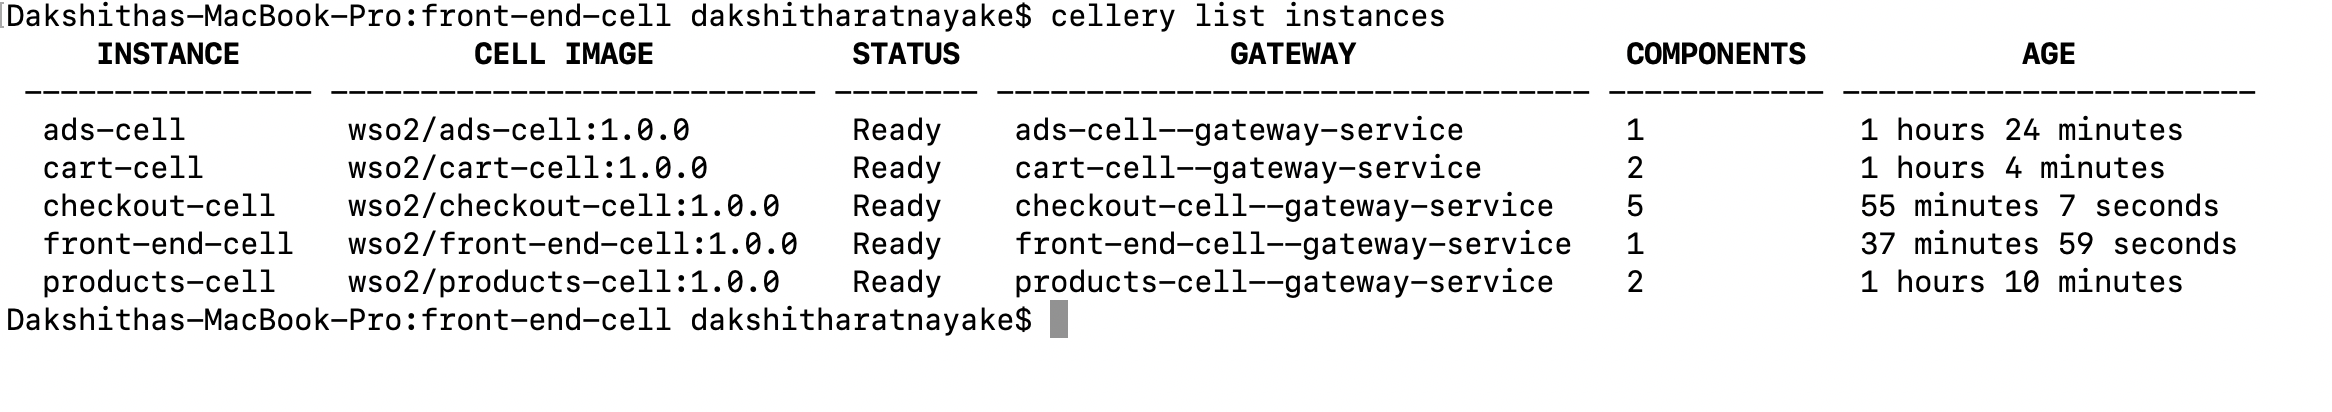 Dakshithas-MacBook-Pro:front-end-cell dakshitharatnayake$ cellery list instances
INSTANCE CELL IMAGE STATUS GATEWAY COMPONENTS AGE
---------------- --------------------------- -------- --------------------------------- ------------ -----------------------
ads-cell wso2/ads-cell:1.0.0 Ready ads-cell--gateway-service 1 1 hours 24 minutes
cart-cell wso2/cart-cell:1.0.0 Ready cart-cell--gateway-service 2 1 hours 4 minutes
checkout-cell wso2/checkout-cell:1.0.0 Ready checkout-cell--gateway-service 5 55 minutes 7 seconds
front-end-cell wso2/front-end-cell:1.0.0 Ready front-end-cell--gateway-service 1 37 minutes 59 seconds
products-cell wso2/products-cell:1.0.0 Ready products-cell--gateway-service 2 1 hours 10 minutes
Dakshithas-MacBook-Pro:front-end-cell dakshitharatnayake$